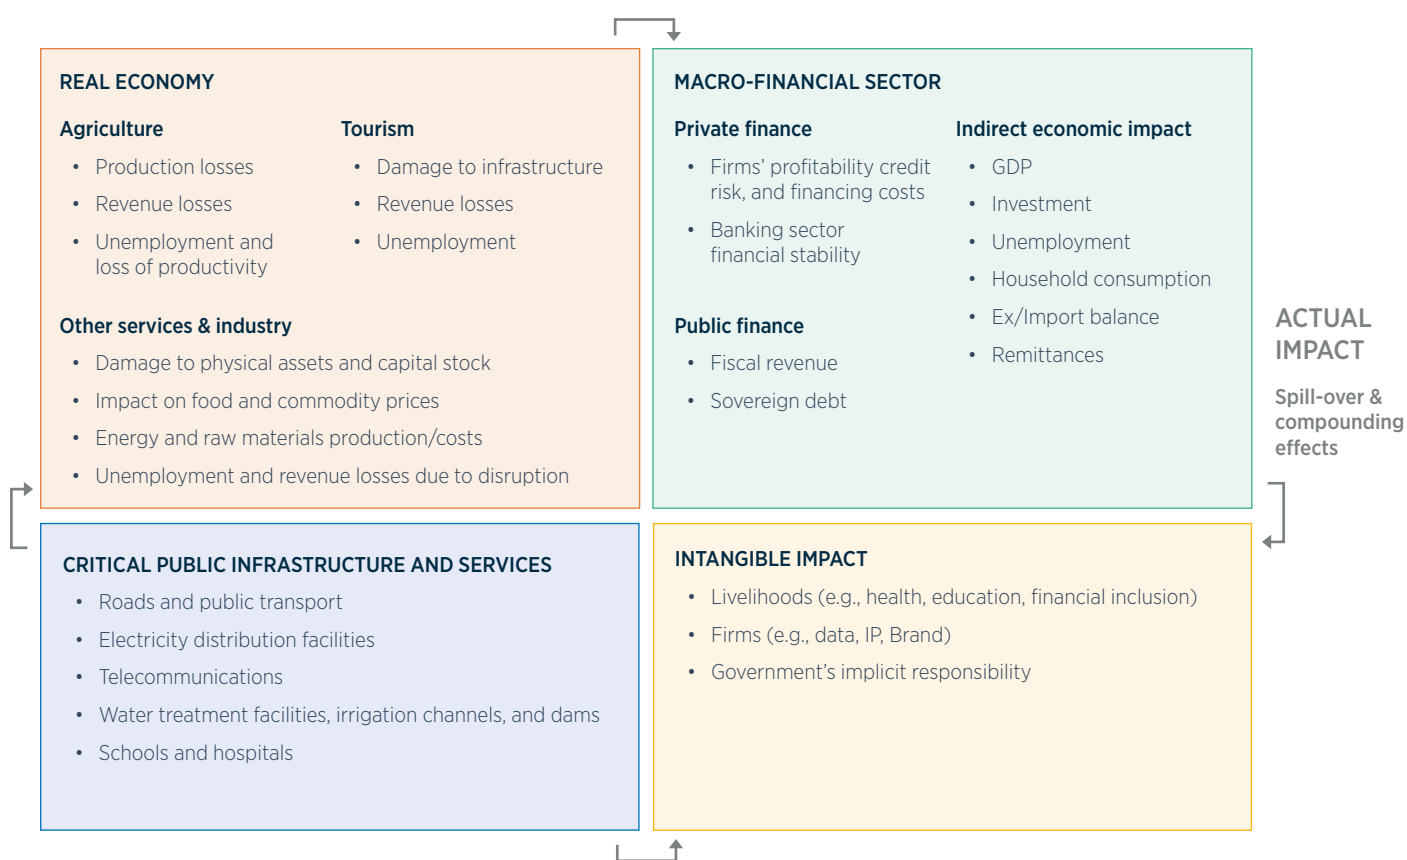 REAL ECONOMY
Agriculture
• Production losses
• Revenue losses
• Unemployment and
loss of productivity
Tourism
• Damage to infrastructure
• Revenue losses
• Unemployment
Other services & industry
• Damage to physical assets and capital stock
• Impact on food and commodity prices
• Energy and raw materials production/costs
• Unemployment and revenue losses due to disruption
MACRO-FINANCIAL SECTOR
Private finance
• Firms’ profitability credit
risk, and financing costs
• Banking sector
financial stability
Public finance
• Fiscal revenue
• Sovereign debt
Indirect economic impact
• GDP
• Investment
• Unemployment
• Household consumption
• Ex/Import balance
• Remittances
ACTUAL
IMPACT
Spill-over &
compounding
effects
CRITICAL PUBLIC INFRASTRUCTURE AND SERVICES
• Roads and public transport
• Electricity distribution facilities
• Telecommunications
• Water treatment facilities, irrigation channels, and dams
• Schools and hospitals
INTANGIBLE IMPACT
• Livelihoods (e.g., health, education, financial inclusion)
• Firms (e.g., data, IP, Brand)
• Government’s implicit responsibility